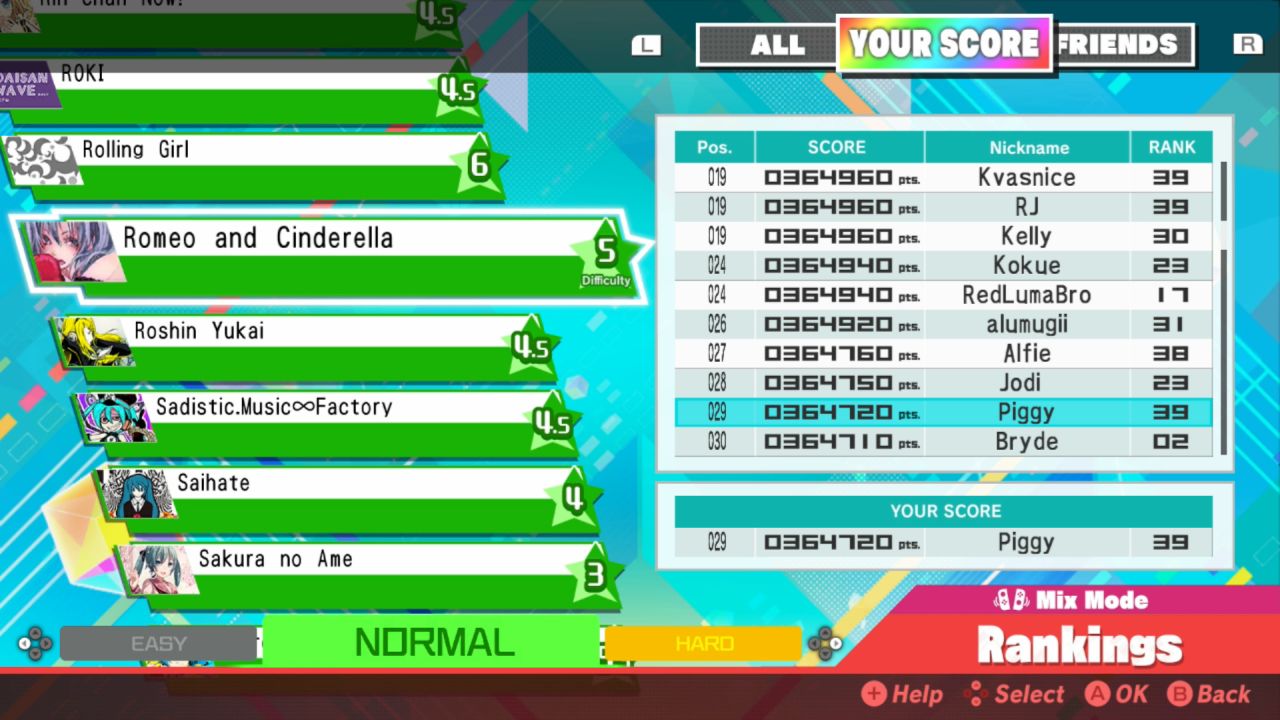 Rin Chan Now!
4.5
ROKI
4.5
Rolling Girl
6
Romeo and Cinderella
5
Difficulty
Roshin Yukai
4.5
Sadistic.Music∞Factory
4.5
Saihate
4
Sakura no Ame
3
EASY
NORMAL
HARD
L
ALL
YOUR SCORE
FRIENDS
R
Pos. SCORE Nickname RANK
019 0364960 pts. Kvasnice 39
019 0364960 pts. RJ 39
019 0364960 pts. Kelly 30
024 0364940 pts. Kokue 23
024 0364940 pts. RedLumaBro 17
026 0364920 pts. alumugii 31
027 0364760 pts. Alfie 38
028 0364750 pts. Jodi 23
029 0364720 pts. Piggy 39
030 0364710 pts. Bryde 02
YOUR SCORE
029 0364720 pts. Piggy 39
Mix Mode
Rankings
+ Help Select A OK B Back